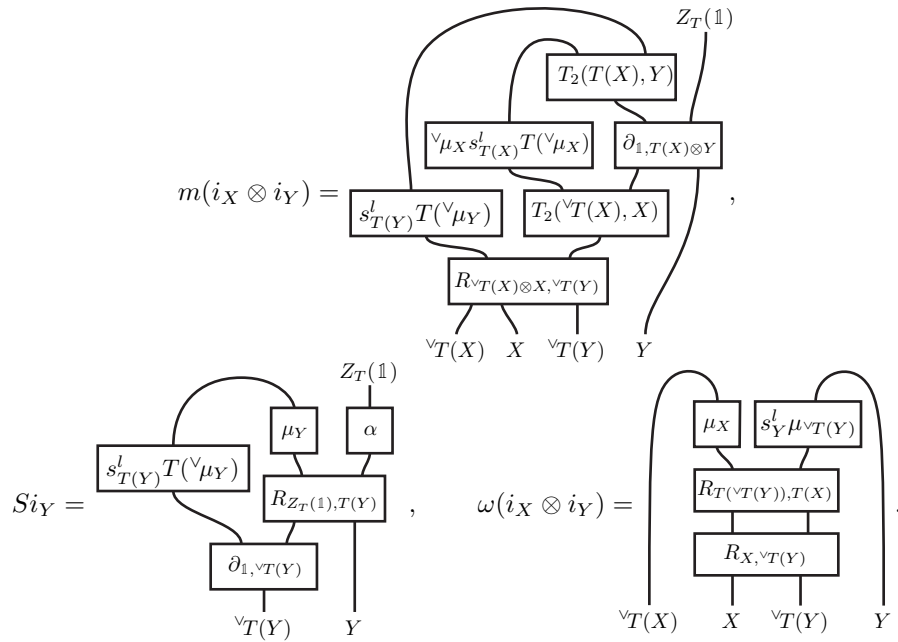 Z_T(𝟙)
T_2(T(X), Y)
^∨μ_X s^l_{T(X)} T(^∨μ_X)
∂_{𝟙,T(X)⊗Y}
m(i_X ⊗ i_Y) =
s^l_{T(Y)} T(^∨μ_Y)
T_2(^∨T(X), X)
,
R_{^∨T(X)⊗X, ^∨T(Y)}
^∨T(X) X ^∨T(Y) Y
Z_T(𝟙)
μ_Y α
s^l_{T(Y)} T(^∨μ_Y)
Si_Y =
R_{Z_T(𝟙),T(Y)}
,
∂_{𝟙,^∨T(Y)}
^∨T(Y) Y
μ_X s^l_Y μ_{^∨T(Y)}
ω(i_X ⊗ i_Y) =
R_{T(^∨T(Y)),T(X)}
.
R_{X,^∨T(Y)}
^∨T(X) X ^∨T(Y) Y